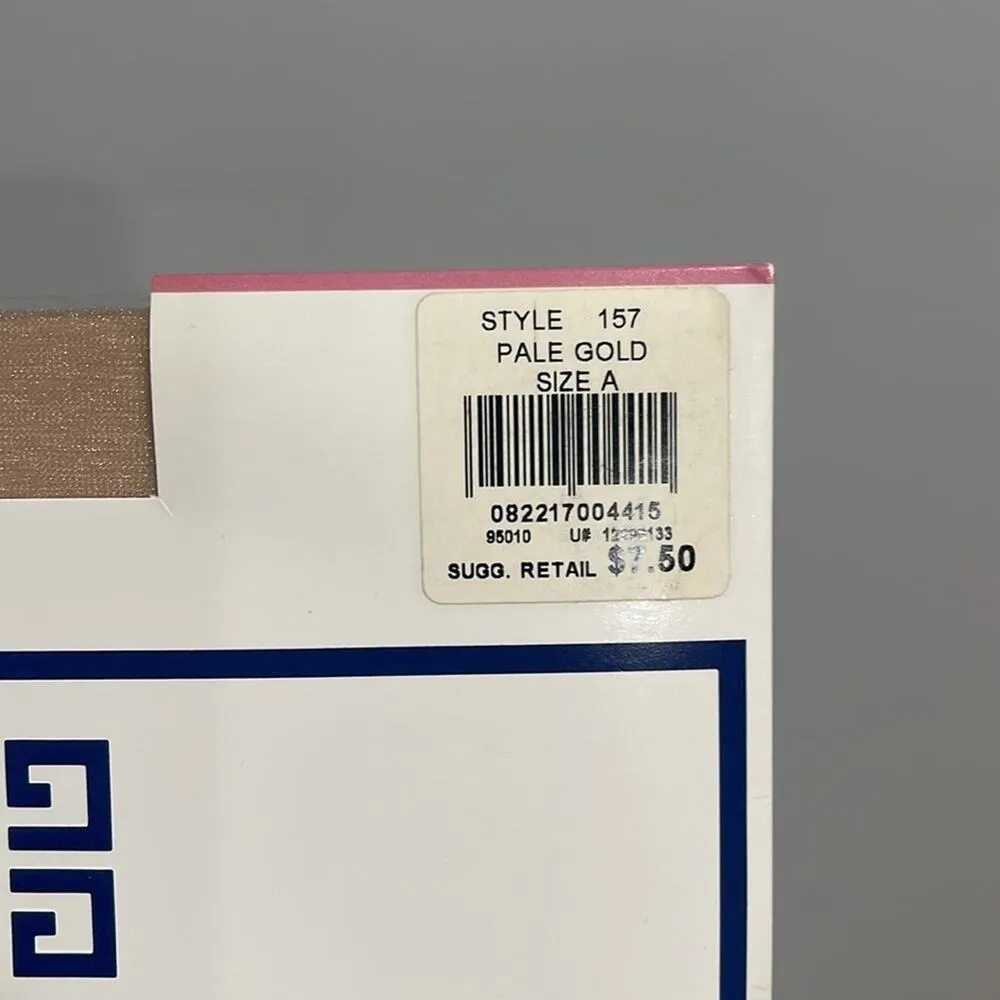 STYLE 157
PALE GOLD
SIZE A
082217004415
95010 U#
SUGG. RETAIL $7.50